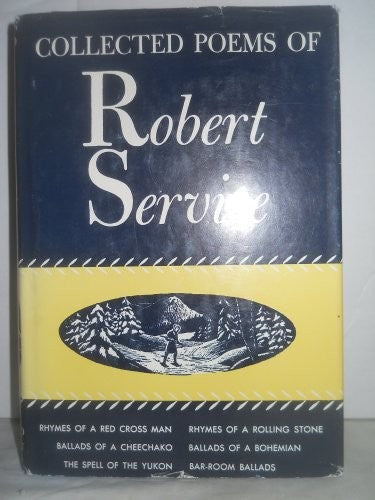 COLLECTED POEMS OF
Robert
Service
RHYMES OF A RED CROSS MAN RHYMES OF A ROLLING STONE
BALLADS OF A CHEECHAKO BALLADS OF A BOHEMIAN
THE SPELL OF THE YUKON BAR-ROOM BALLADS